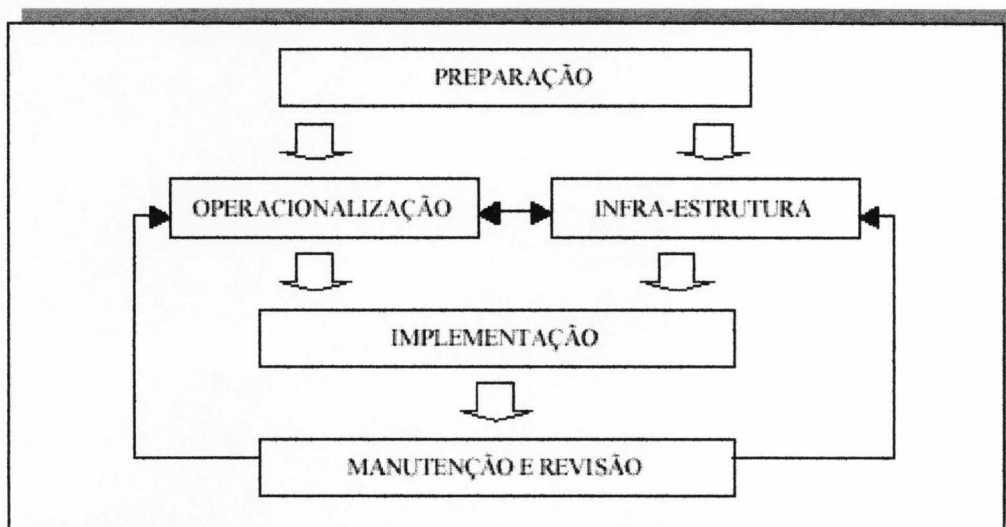 PREPARAÇÃO
OPERACIONALIZAÇÃO
INFRA-ESTRUTURA
IMPLEMENTAÇÃO
MANUTENÇÃO E REVISÃO